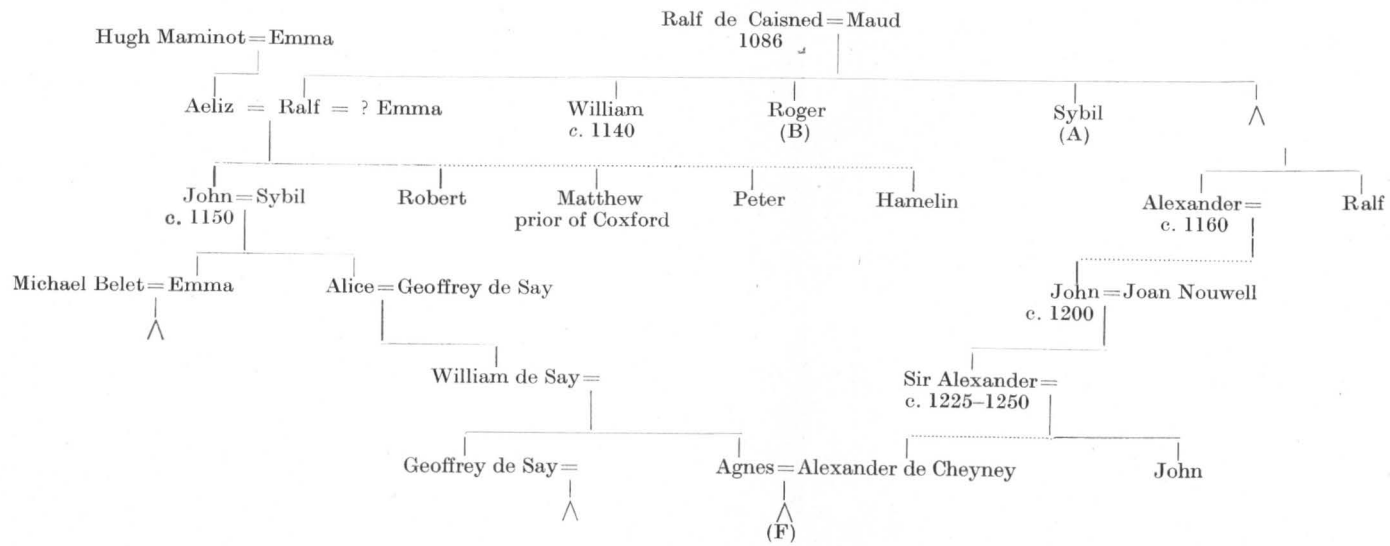 Ralf de Caisned=Maud
1086
Hugh Maminot=Emma
Aeliz = Ralf = ? Emma
William
c. 1140
Roger
(B)
Sybil
(A)
John=Sybil
c. 1150
Robert
Matthew
prior of Coxford
Peter
Hamelin
Alexander=
c. 1160
Ralf
Michael Belet=Emma
Alice=Geoffrey de Say
John=Joan Nouwell
c. 1200
William de Say=
Sir Alexander=
c. 1225–1250
Geoffrey de Say=
Agnes=Alexander de Cheyney
John
(F)